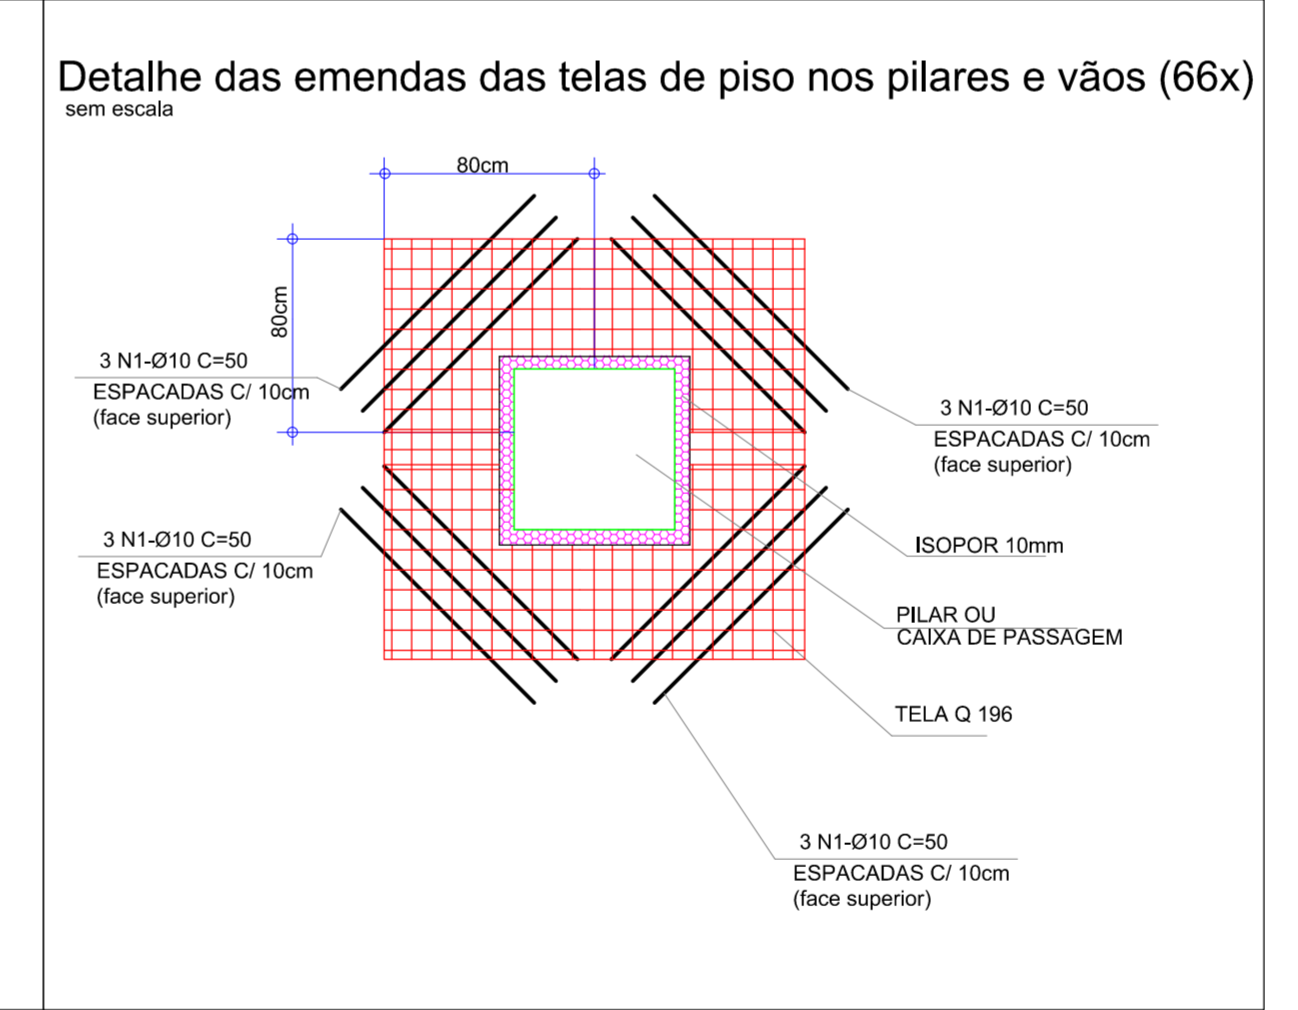 Detalhe das emendas das telas de piso nos pilares e vãos (66x)
sem escala
80cm
80cm
3 N1-Ø10 C=50
ESPACADAS C/ 10cm
(face superior)
3 N1-Ø10 C=50
ESPACADAS C/ 10cm
(face superior)
3 N1-Ø10 C=50
ESPACADAS C/ 10cm
(face superior)
ISOPOR 10mm
PILAR OU
CAIXA DE PASSAGEM
TELA Q 196
3 N1-Ø10 C=50
ESPACADAS C/ 10cm
(face superior)